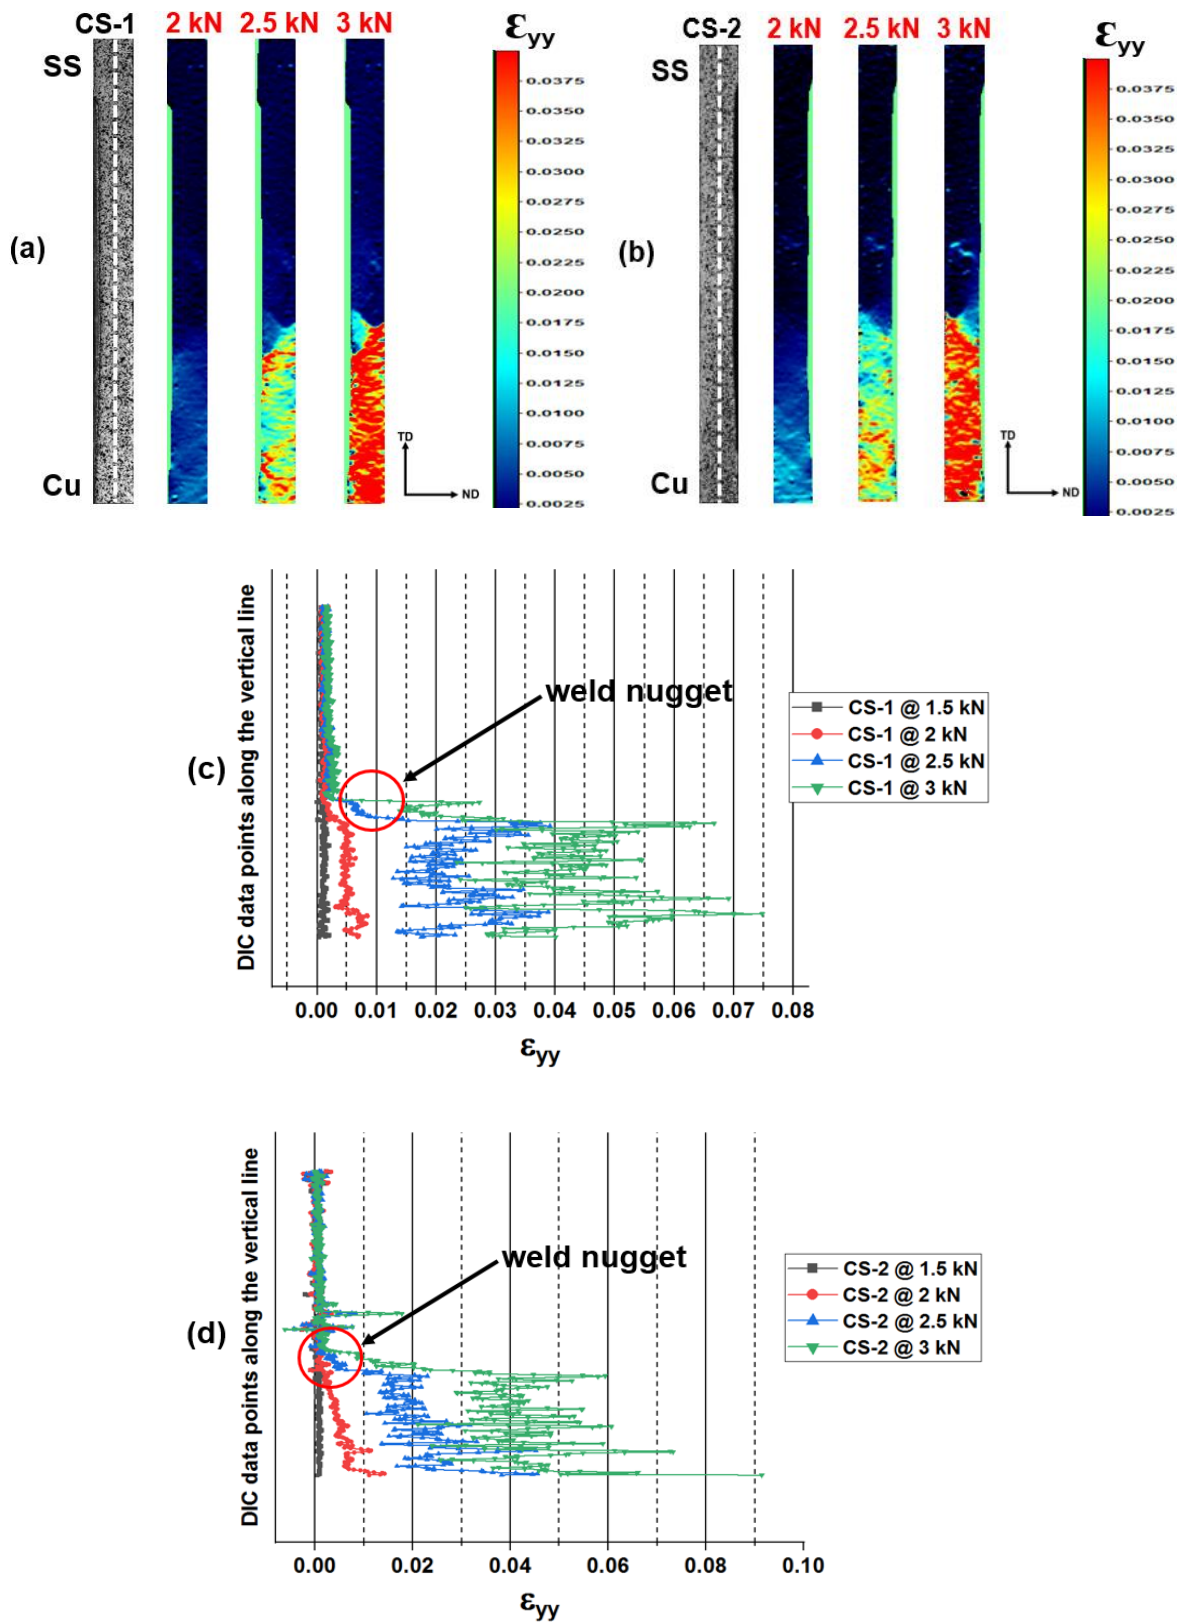 CS-1 2 kN 2.5 kN 3 kN εyy
SS
Cu
(a)
0.0375
0.0350
0.0325
0.0300
0.0275
0.0250
0.0225
0.0200
0.0175
0.0150
0.0125
0.0100
0.0075
0.0050
0.0025
TD
ND
CS-2 2 kN 2.5 kN 3 kN εyy
SS
Cu
(b)
0.0375
0.0350
0.0325
0.0300
0.0275
0.0250
0.0225
0.0200
0.0175
0.0150
0.0125
0.0100
0.0075
0.0050
0.0025
TD
ND
(c)
DIC data points along the vertical line
weld nugget
CS-1 @ 1.5 kN
CS-1 @ 2 kN
CS-1 @ 2.5 kN
CS-1 @ 3 kN
0.00 0.01 0.02 0.03 0.04 0.05 0.06 0.07 0.08
εyy
(d)
DIC data points along the vertical line
weld nugget
CS-2 @ 1.5 kN
CS-2 @ 2 kN
CS-2 @ 2.5 kN
CS-2 @ 3 kN
0.00 0.02 0.04 0.06 0.08 0.10
εyy